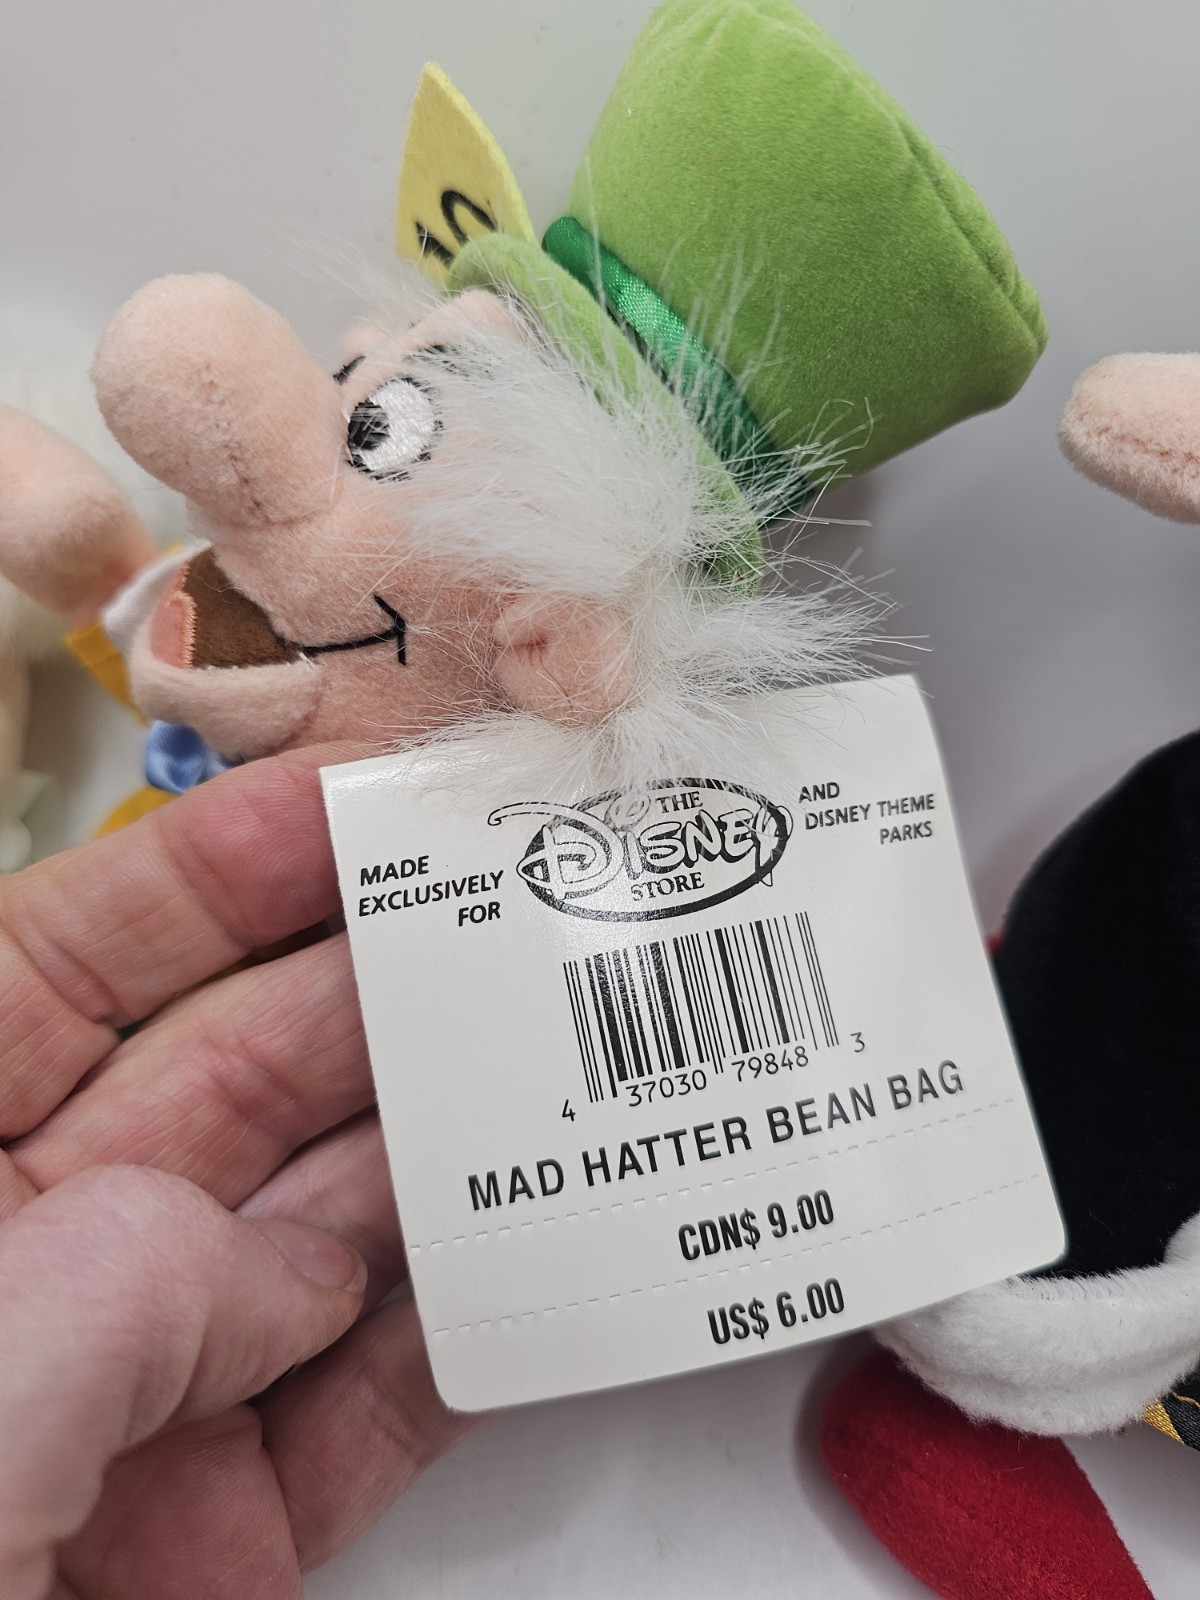 10
MADE
EXCLUSIVELY
FOR
THE
DISNEY
STORE
AND
DISNEY THEME
PARKS
4 37030 79848 3
MAD HATTER BEAN BAG
CDN$ 9.00
US$ 6.00